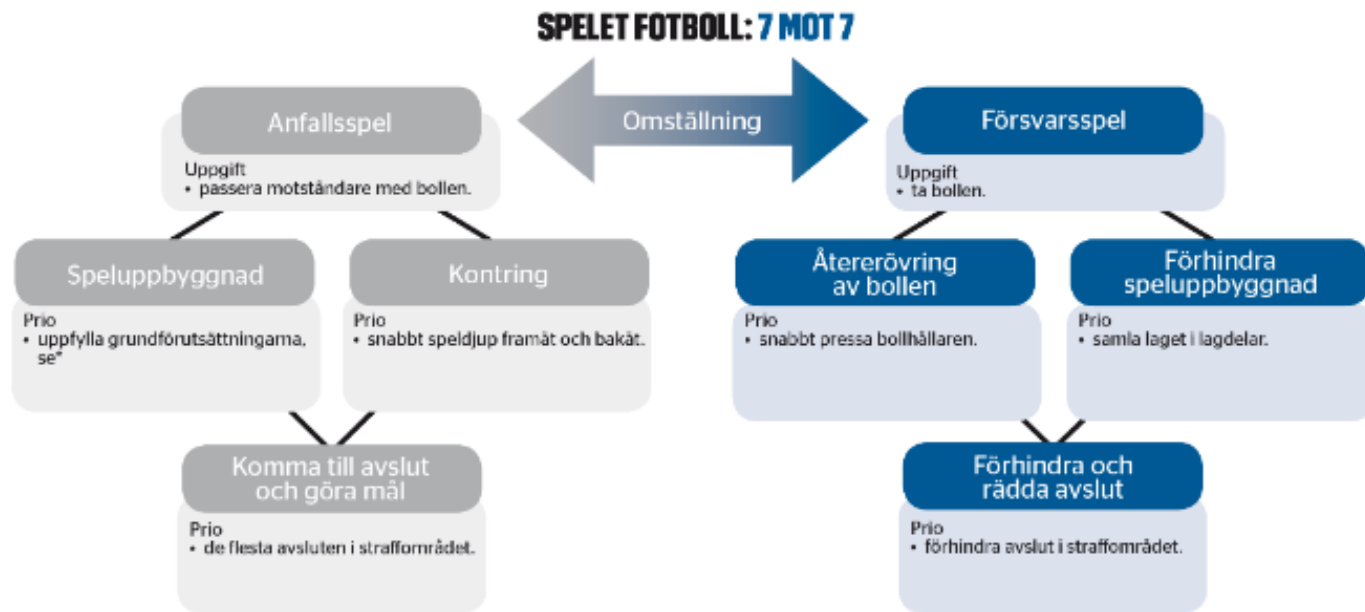 SPELET FOTBOLL: 7 MOT 7
Anfallsspel
Omställning
Försvarsspel
Uppgift
• passera motståndare med bollen.
Uppgift
• ta bollen.
Speluppbyggnad
Prio
• uppfylla grundförutsättningarna,
se*
Kontring
Prio
• snabbt speldjup framåt och bakåt.
Återerövring
av bollen
Prio
• snabbt pressa bollhållaren.
Förhindra
speluppbyggnad
Prio
• samla laget i lagdelar.
Komma till avslut
och göra mål
Prio
• de flesta avsluten i straffområdet.
Förhindra och
rädda avslut
Prio
• förhindra avslut i straffområdet.